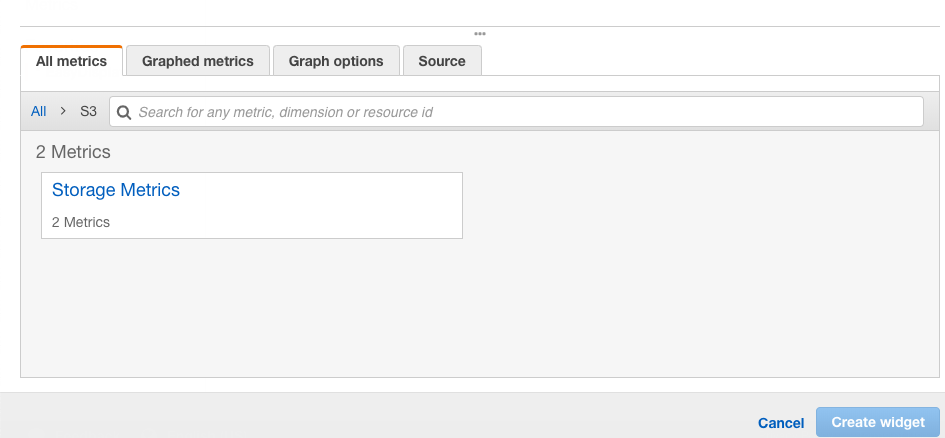 All metrics Graphed metrics Graph options Source
All > S3 Search for any metric, dimension or resource id
2 Metrics
Storage Metrics
2 Metrics
Cancel Create widget